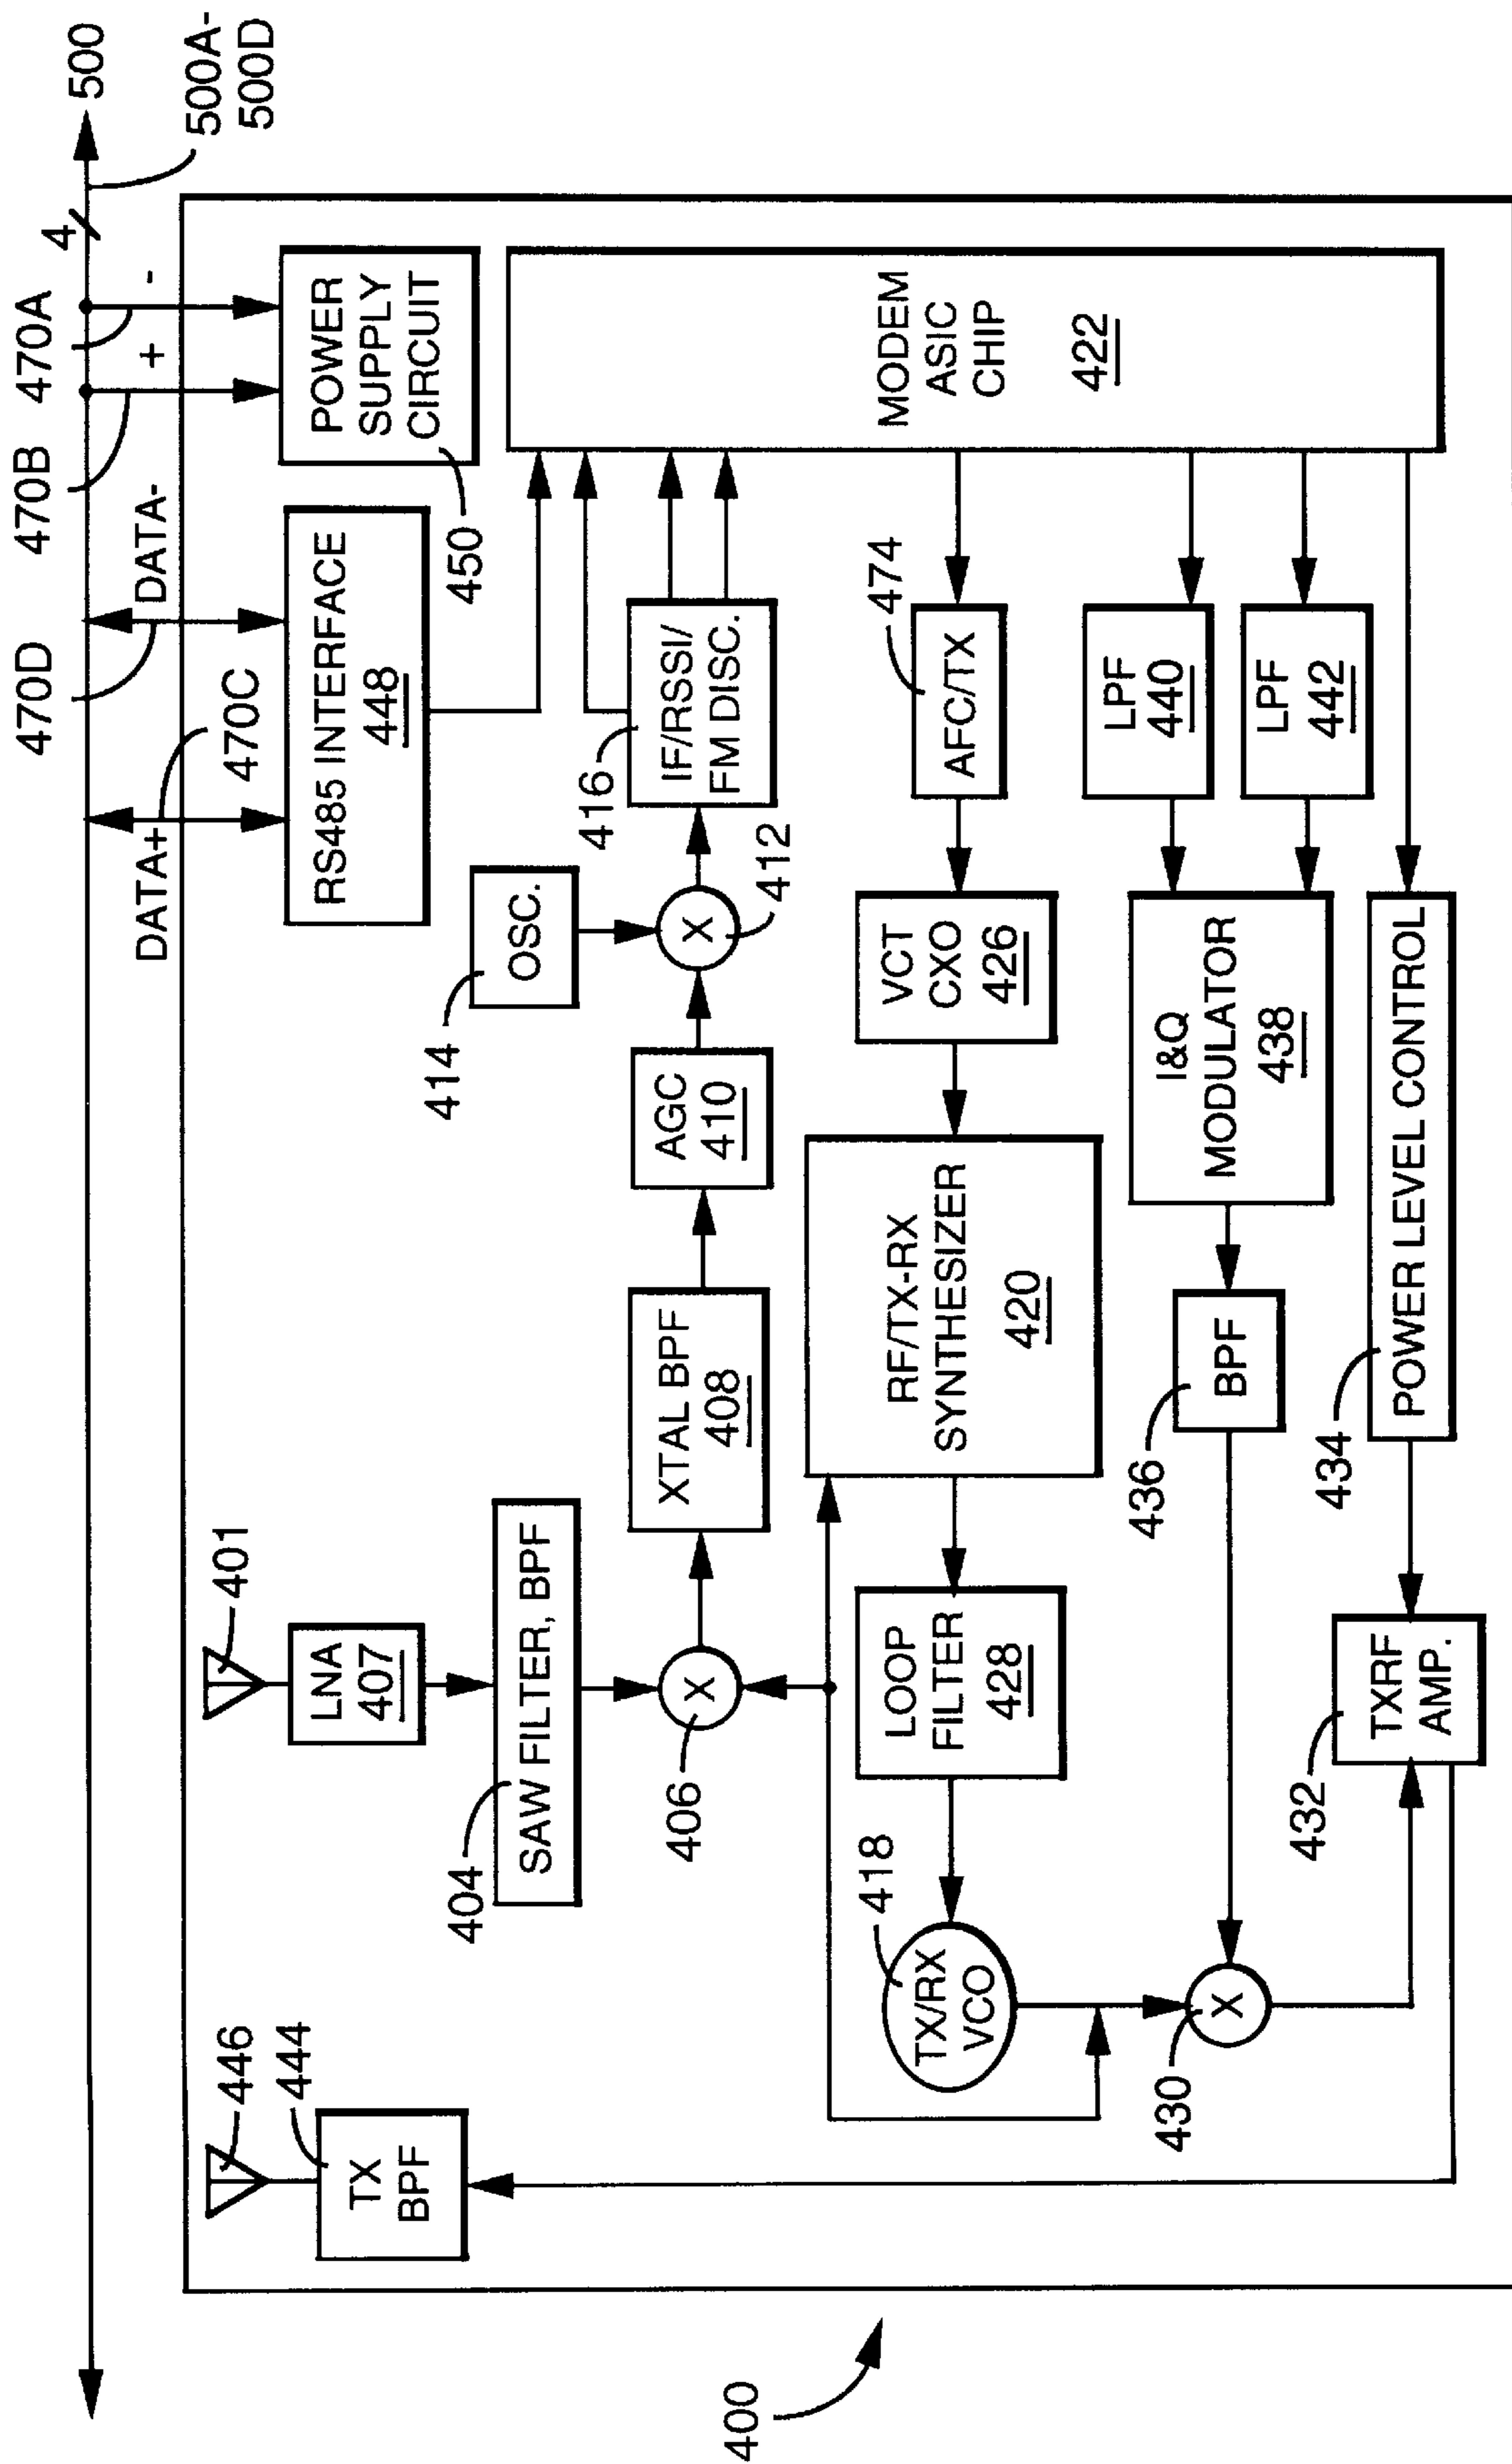 500
500A-
500D
4
470A
470B
470D
470C
-
+
DATA-
DATA+
POWER
SUPPLY
CIRCUIT
450
RS485 INTERFACE
448
401
LNA
407
446
444
TX
BPF
404
SAW FILTER, BPF
406
X
XTAL BPF
408
AGC
410
414
OSC.
X
412
416
IF/RSSI/
FM DISC.
MODEM
ASIC
CHIP
422
474
AFC/TX
VCT
CXO
426
RF/TX-RX
SYNTHESIZER
420
LOOP
FILTER
428
418
TX/RX
VCO
LPF
440
LPF
442
I&Q
MODULATOR
438
436
BPF
X
430
434
POWER LEVEL CONTROL
432
TXRF
AMP.
400